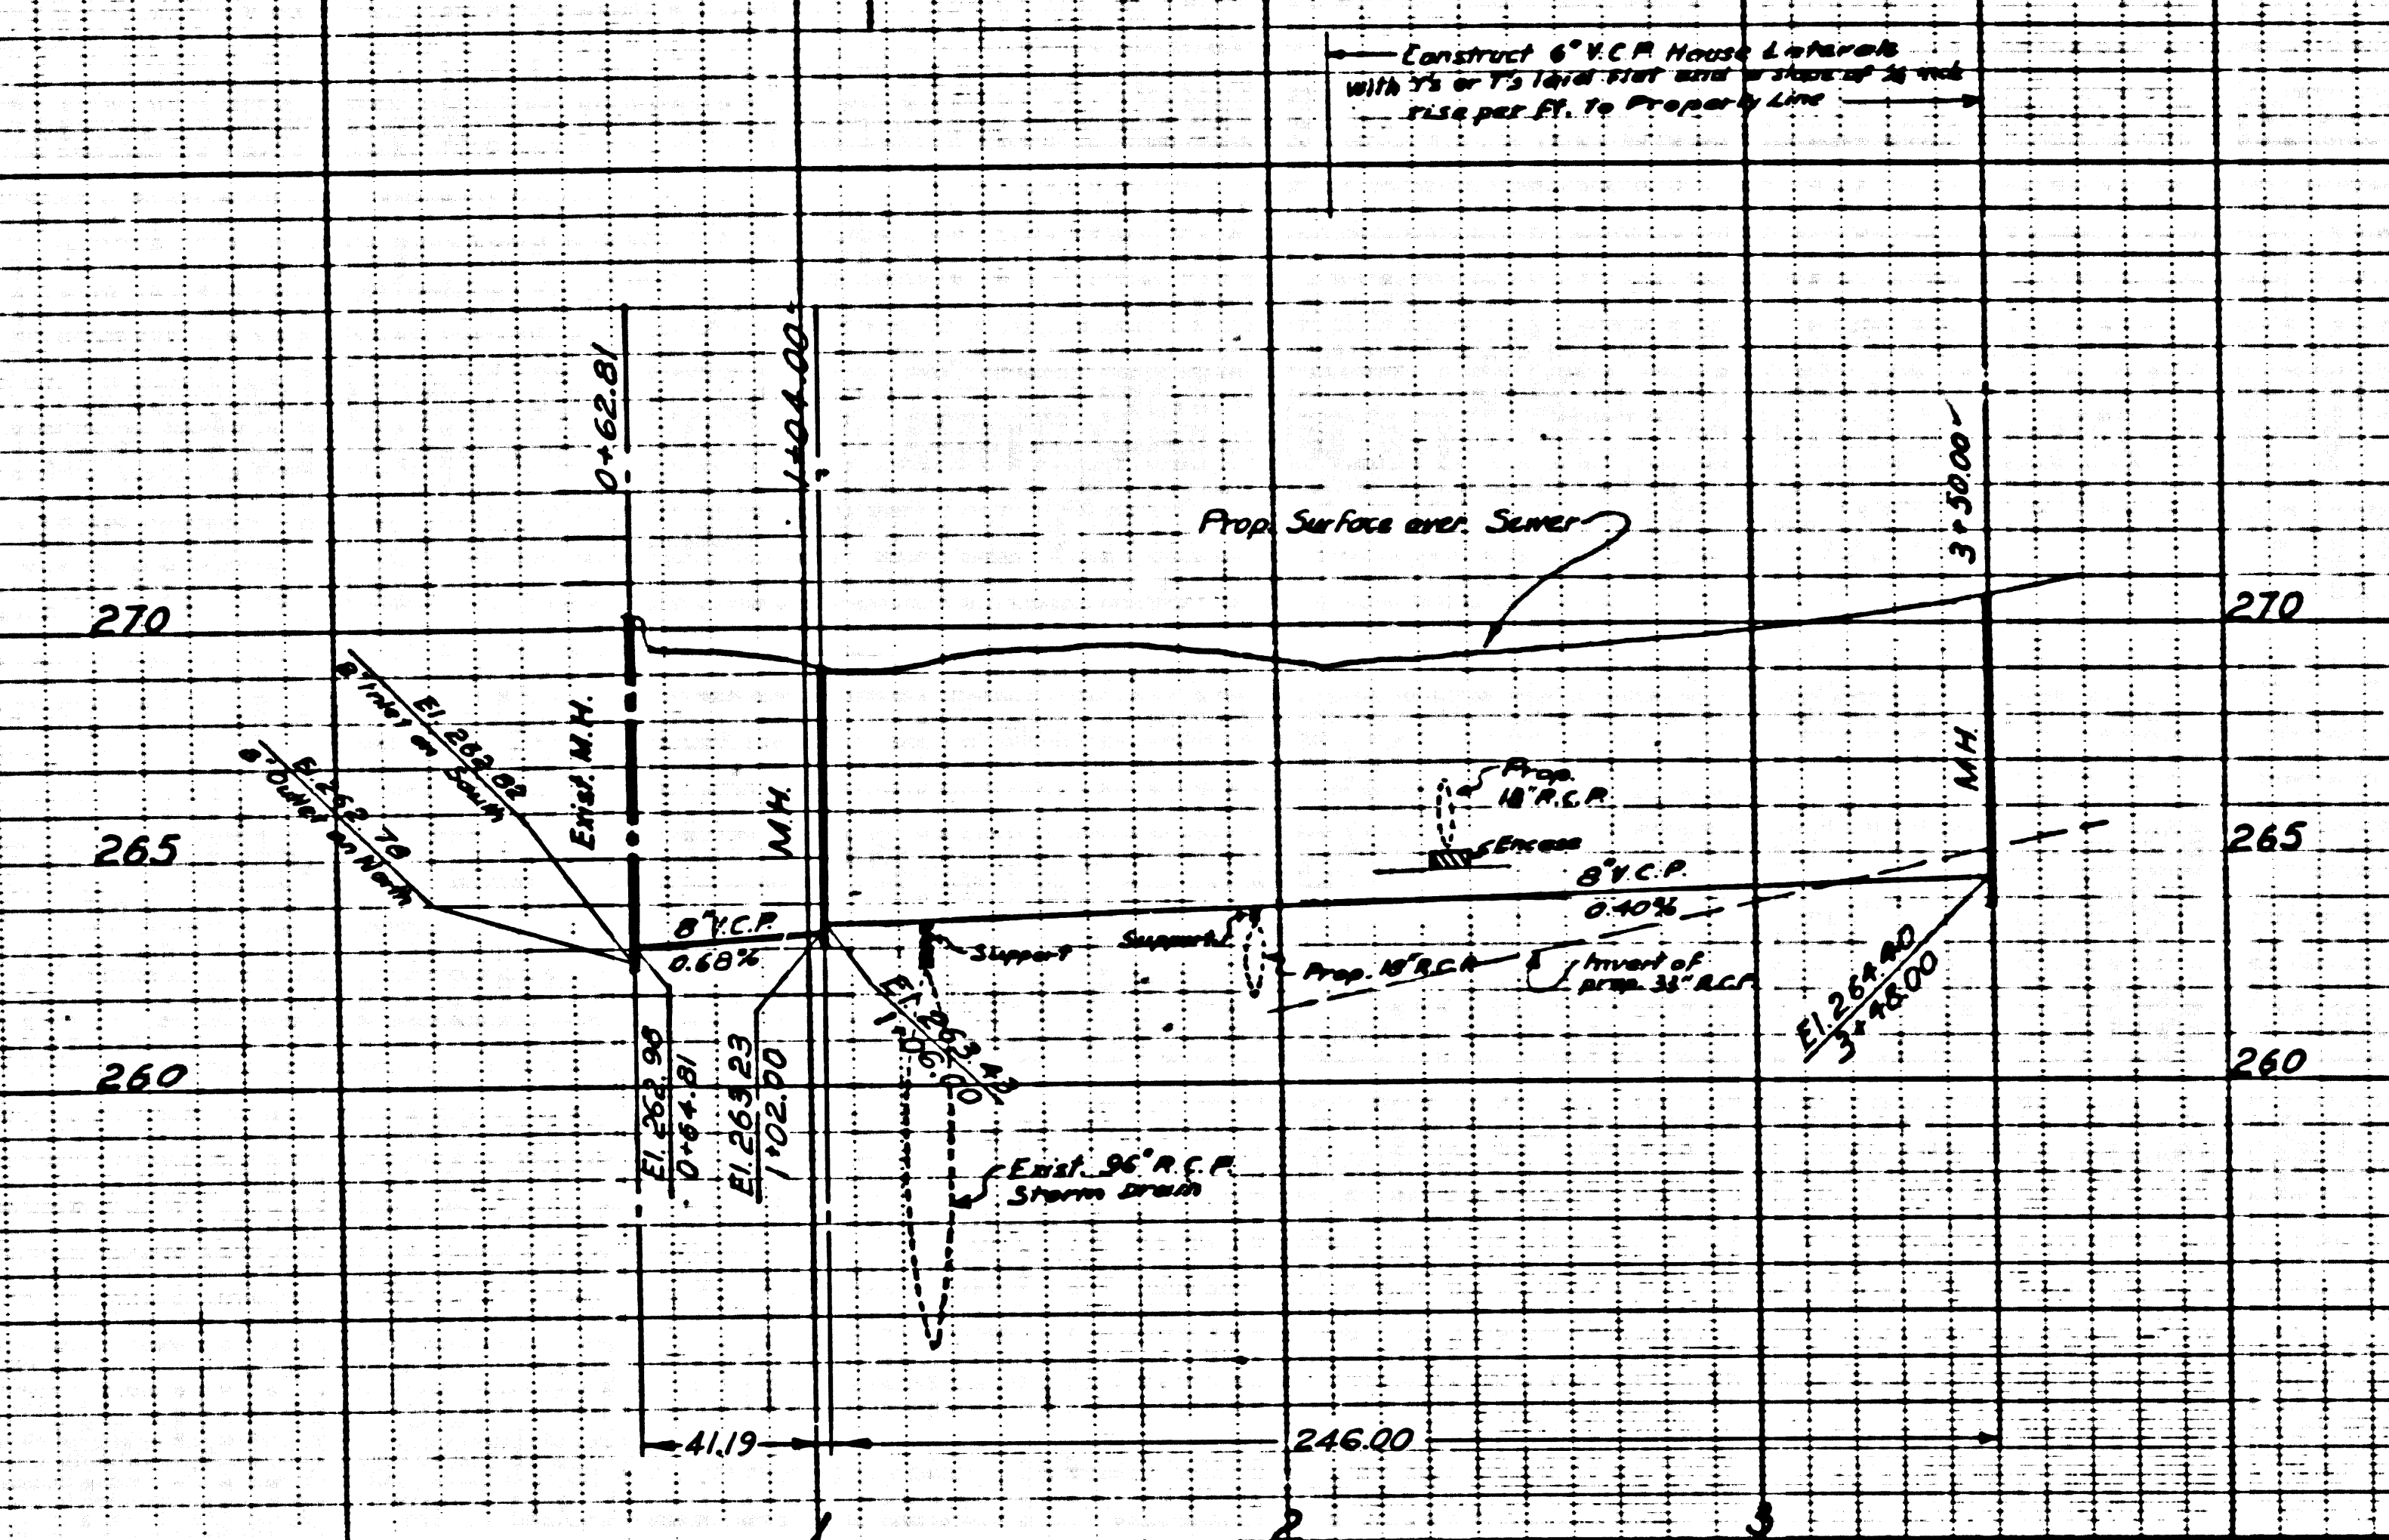 Construct 6" V.C.P. House Laterals
with Y's or T's laid flat and a slope of
rise per Ft. to Property Line
0+62.81
1+04.00
3+50.00
Prop. Surface over Sewer
270
270
El. 262.82
8" Inlet on South
El. 262.78
8" Outlet on North
Exist. M.H.
M.H.
M.H.
Prop.
18" R.C.P.
Encase
265
265
8" V.C.P.
0.68%
8" V.C.P.
0.40%
Support
Support
Prop. 18" R.C.P.
Invert of
prop. 33" R.C.P.
El. 264.40
3+48.00
El. 262.98
0+64.81
El. 263.23
1+02.00
El. 263.42
1+06.00
260
260
Exist. 96" R.C.P.
Storm Drain
41.19
246.00
1
2
3